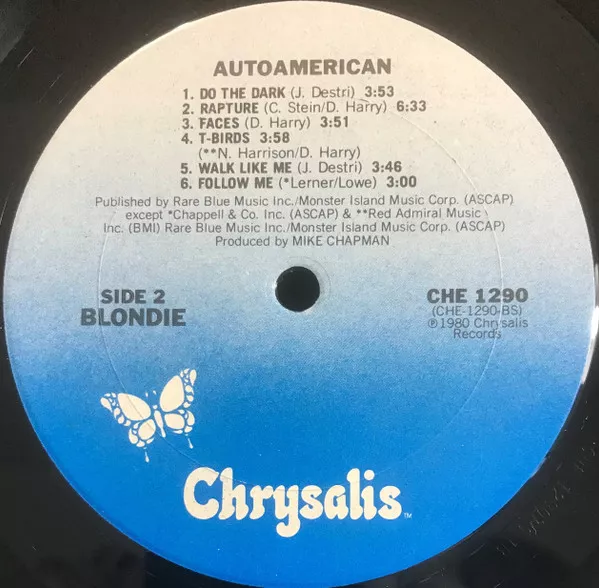 AUTOAMERICAN
1. DO THE DARK (J. Destri) 3:53
2. RAPTURE (C. Stein/D. Harry) 6:33
3. FACES (D. Harry) 3:51
4. T-BIRDS 3:58
(**N. Harrison/D. Harry)
5. WALK LIKE ME (J. Destri) 3:46
6. FOLLOW ME (*Lerner/Lowe) 3:00
Published by Rare Blue Music Inc./Monster Island Music Corp. (ASCAP)
except *Chappell & Co. Inc. (ASCAP) & **Red Admiral Music
Inc. (BMI) Rare Blue Music Inc./Monster Island Music Corp. (ASCAP)
Produced by MIKE CHAPMAN
SIDE 2
BLONDIE
CHE 1290
(CHE-1290-BS)
℗1980 Chrysalis
Records
Chrysalis™